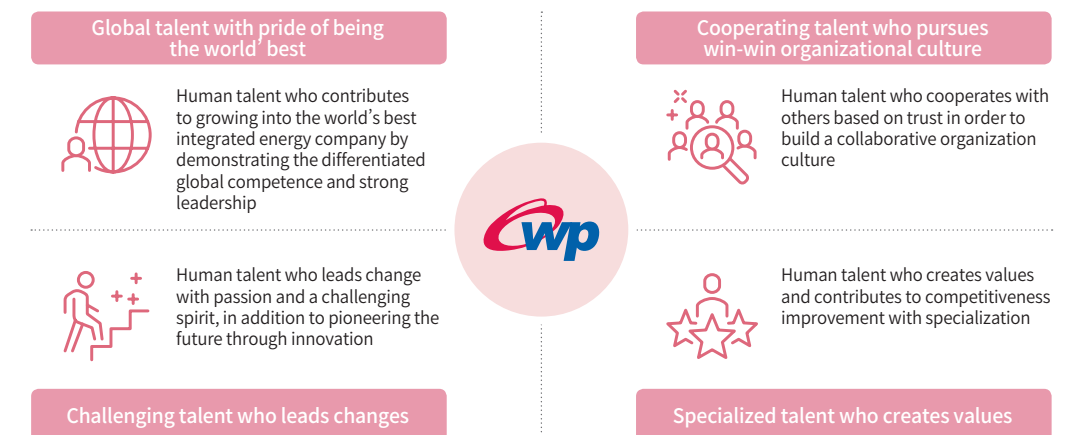 Global talent with pride of being
the world’ best
Human talent who contributes
to growing into the world’s best
integrated energy company by
demonstrating the differentiated
global competence and strong
leadership
Cooperating talent who pursues
win-win organizational culture
Human talent who cooperates with
others based on trust in order to
build a collaborative organization
culture
wp
Human talent who leads change
with passion and a challenging
spirit, in addition to pioneering the
future through innovation
Challenging talent who leads changes
Human talent who creates values
and contributes to competitiveness
improvement with specialization
Specialized talent who creates values